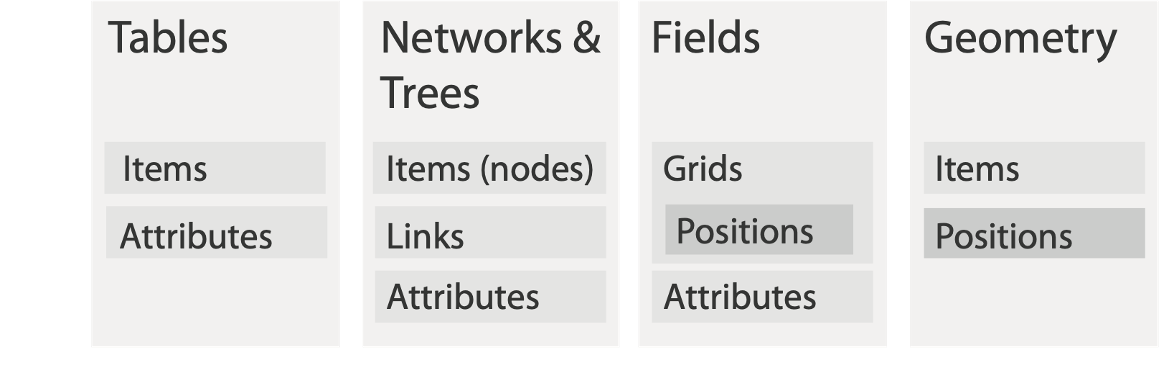 Tables
Items
Attributes
Networks &
Trees
Items (nodes)
Links
Attributes
Fields
Grids
Positions
Attributes
Geometry
Items
Positions